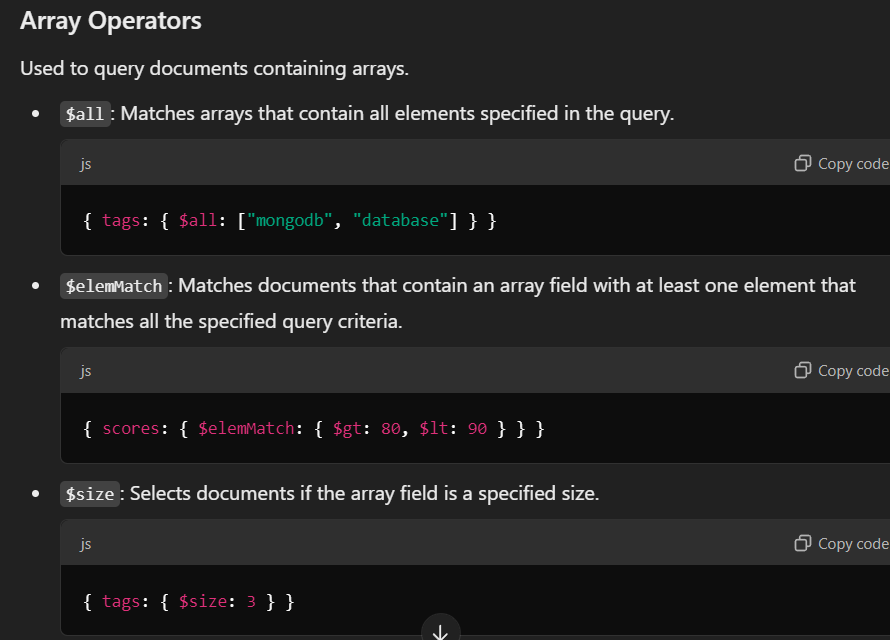 Array Operators
Used to query documents containing arrays.
• $all: Matches arrays that contain all elements specified in the query.
js Copy code
{ tags: { $all: ["mongodb", "database"] } }
• $elemMatch: Matches documents that contain an array field with at least one element that
matches all the specified query criteria.
js Copy code
{ scores: { $elemMatch: { $gt: 80, $lt: 90 } } }
• $size: Selects documents if the array field is a specified size.
js Copy code
{ tags: { $size: 3 } }